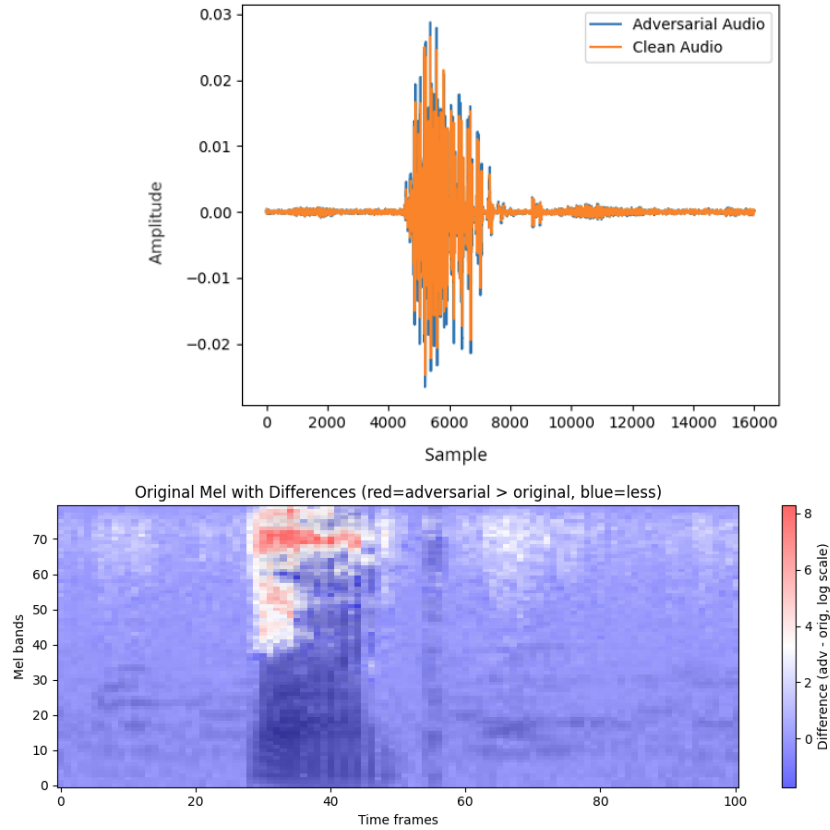 0.03
Adversarial Audio
Clean Audio
0.02
0.01
0.00
−0.01
−0.02
Amplitude
0 2000 4000 6000 8000 10000 12000 14000 16000
Sample
Original Mel with Differences (red=adversarial > original, blue=less)
70
60
50
40
30
20
10
0
Mel bands
0 20 40 60 80 100
Time frames
8
6
4
2
0
Difference (adv - orig, log scale)